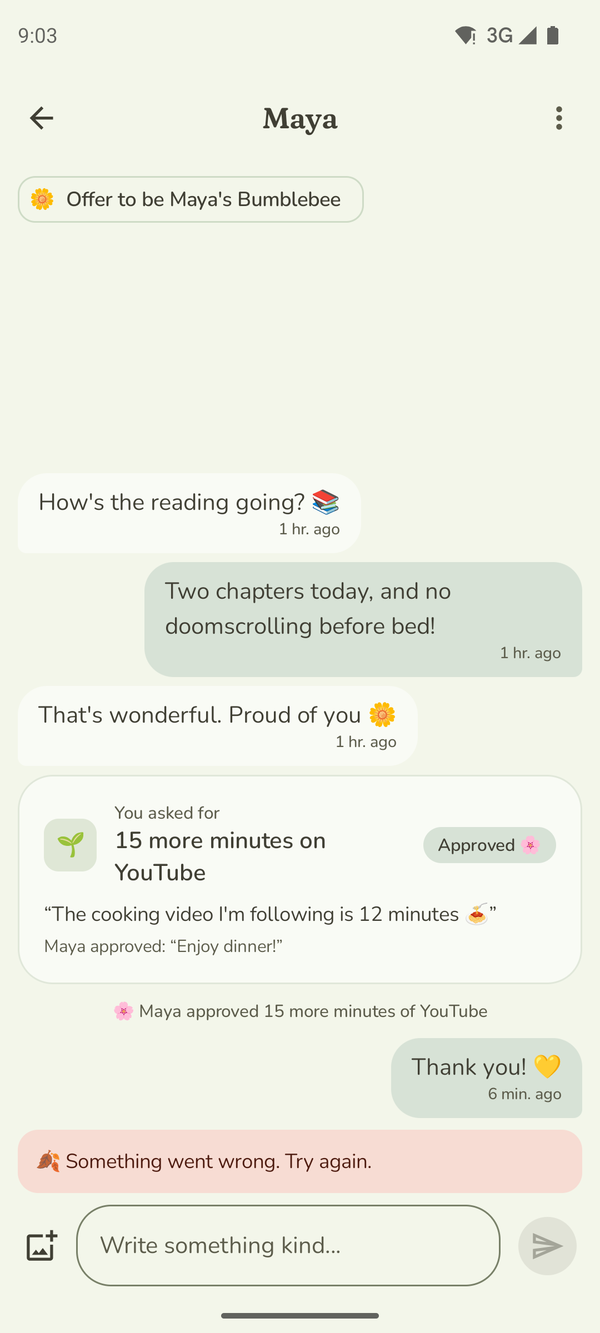 9:03
3G
Maya
🌼 Offer to be Maya's Bumblebee
How's the reading going? 📚
1 hr. ago
Two chapters today, and no
doomscrolling before bed!
1 hr. ago
That's wonderful. Proud of you 🌼
1 hr. ago
You asked for
15 more minutes on
YouTube
Approved 🌸
“The cooking video I'm following is 12 minutes 🍝”
Maya approved: “Enjoy dinner!”
🌸 Maya approved 15 more minutes of YouTube
Thank you! 💛
6 min. ago
🍂 Something went wrong. Try again.
Write something kind...